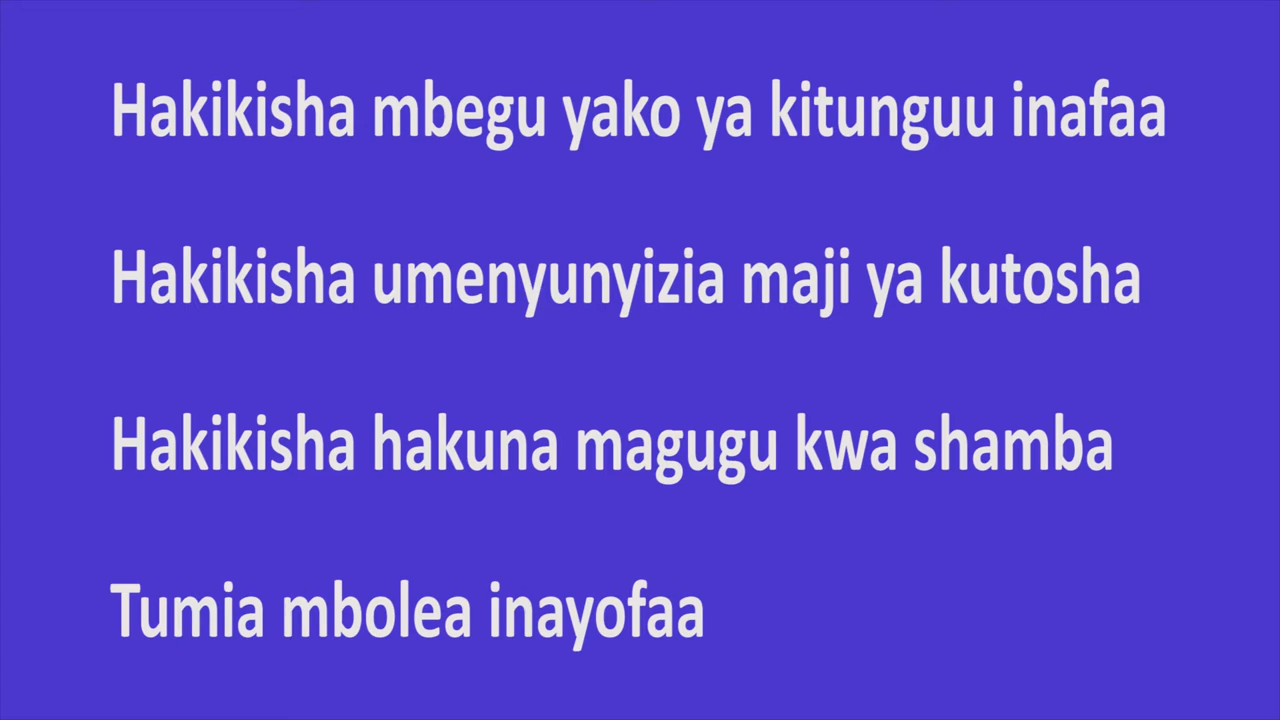 Hakikisha mbegu yako ya kitunguu inafaa
Hakikisha umenyunyizia maji ya kutosha
Hakikisha hakuna magugu kwa shamba
Tumia mbolea inayofaa